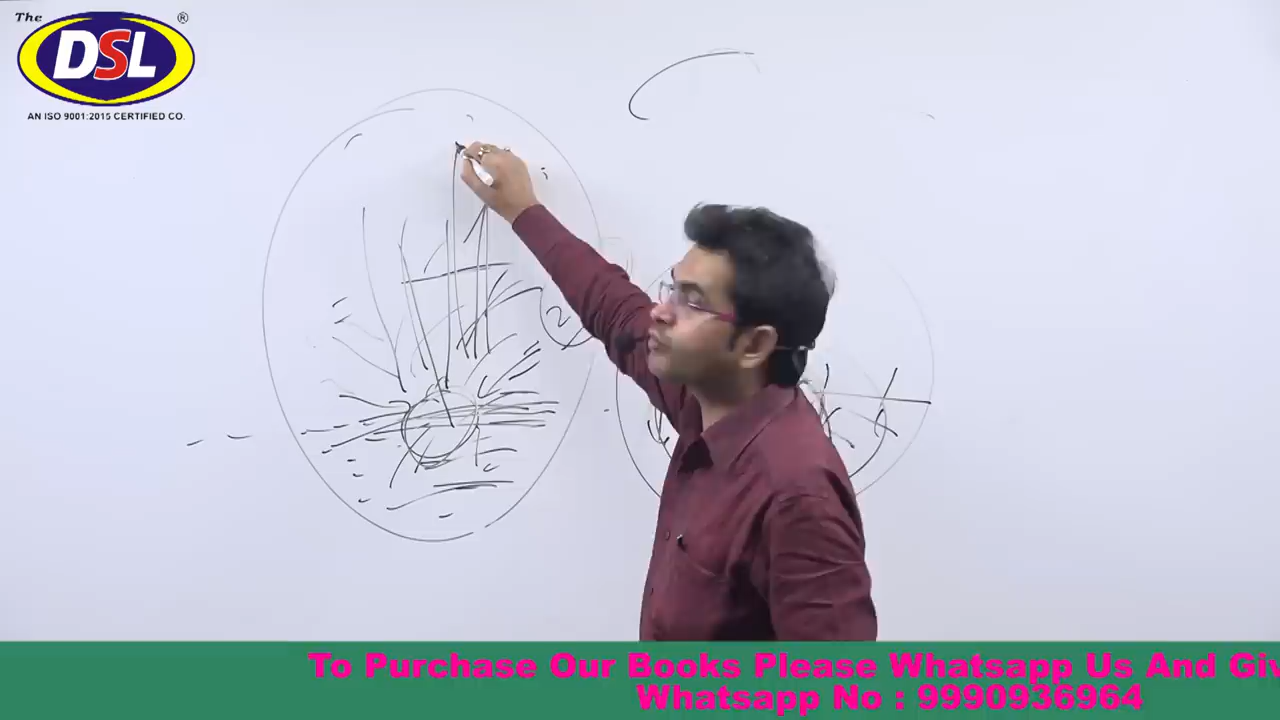 The
DSL
®
AN ISO 9001:2015 CERTIFIED CO.
2
To Purchase Our Books Please Whatsapp Us And Giv
Whatsapp No : 9990936964